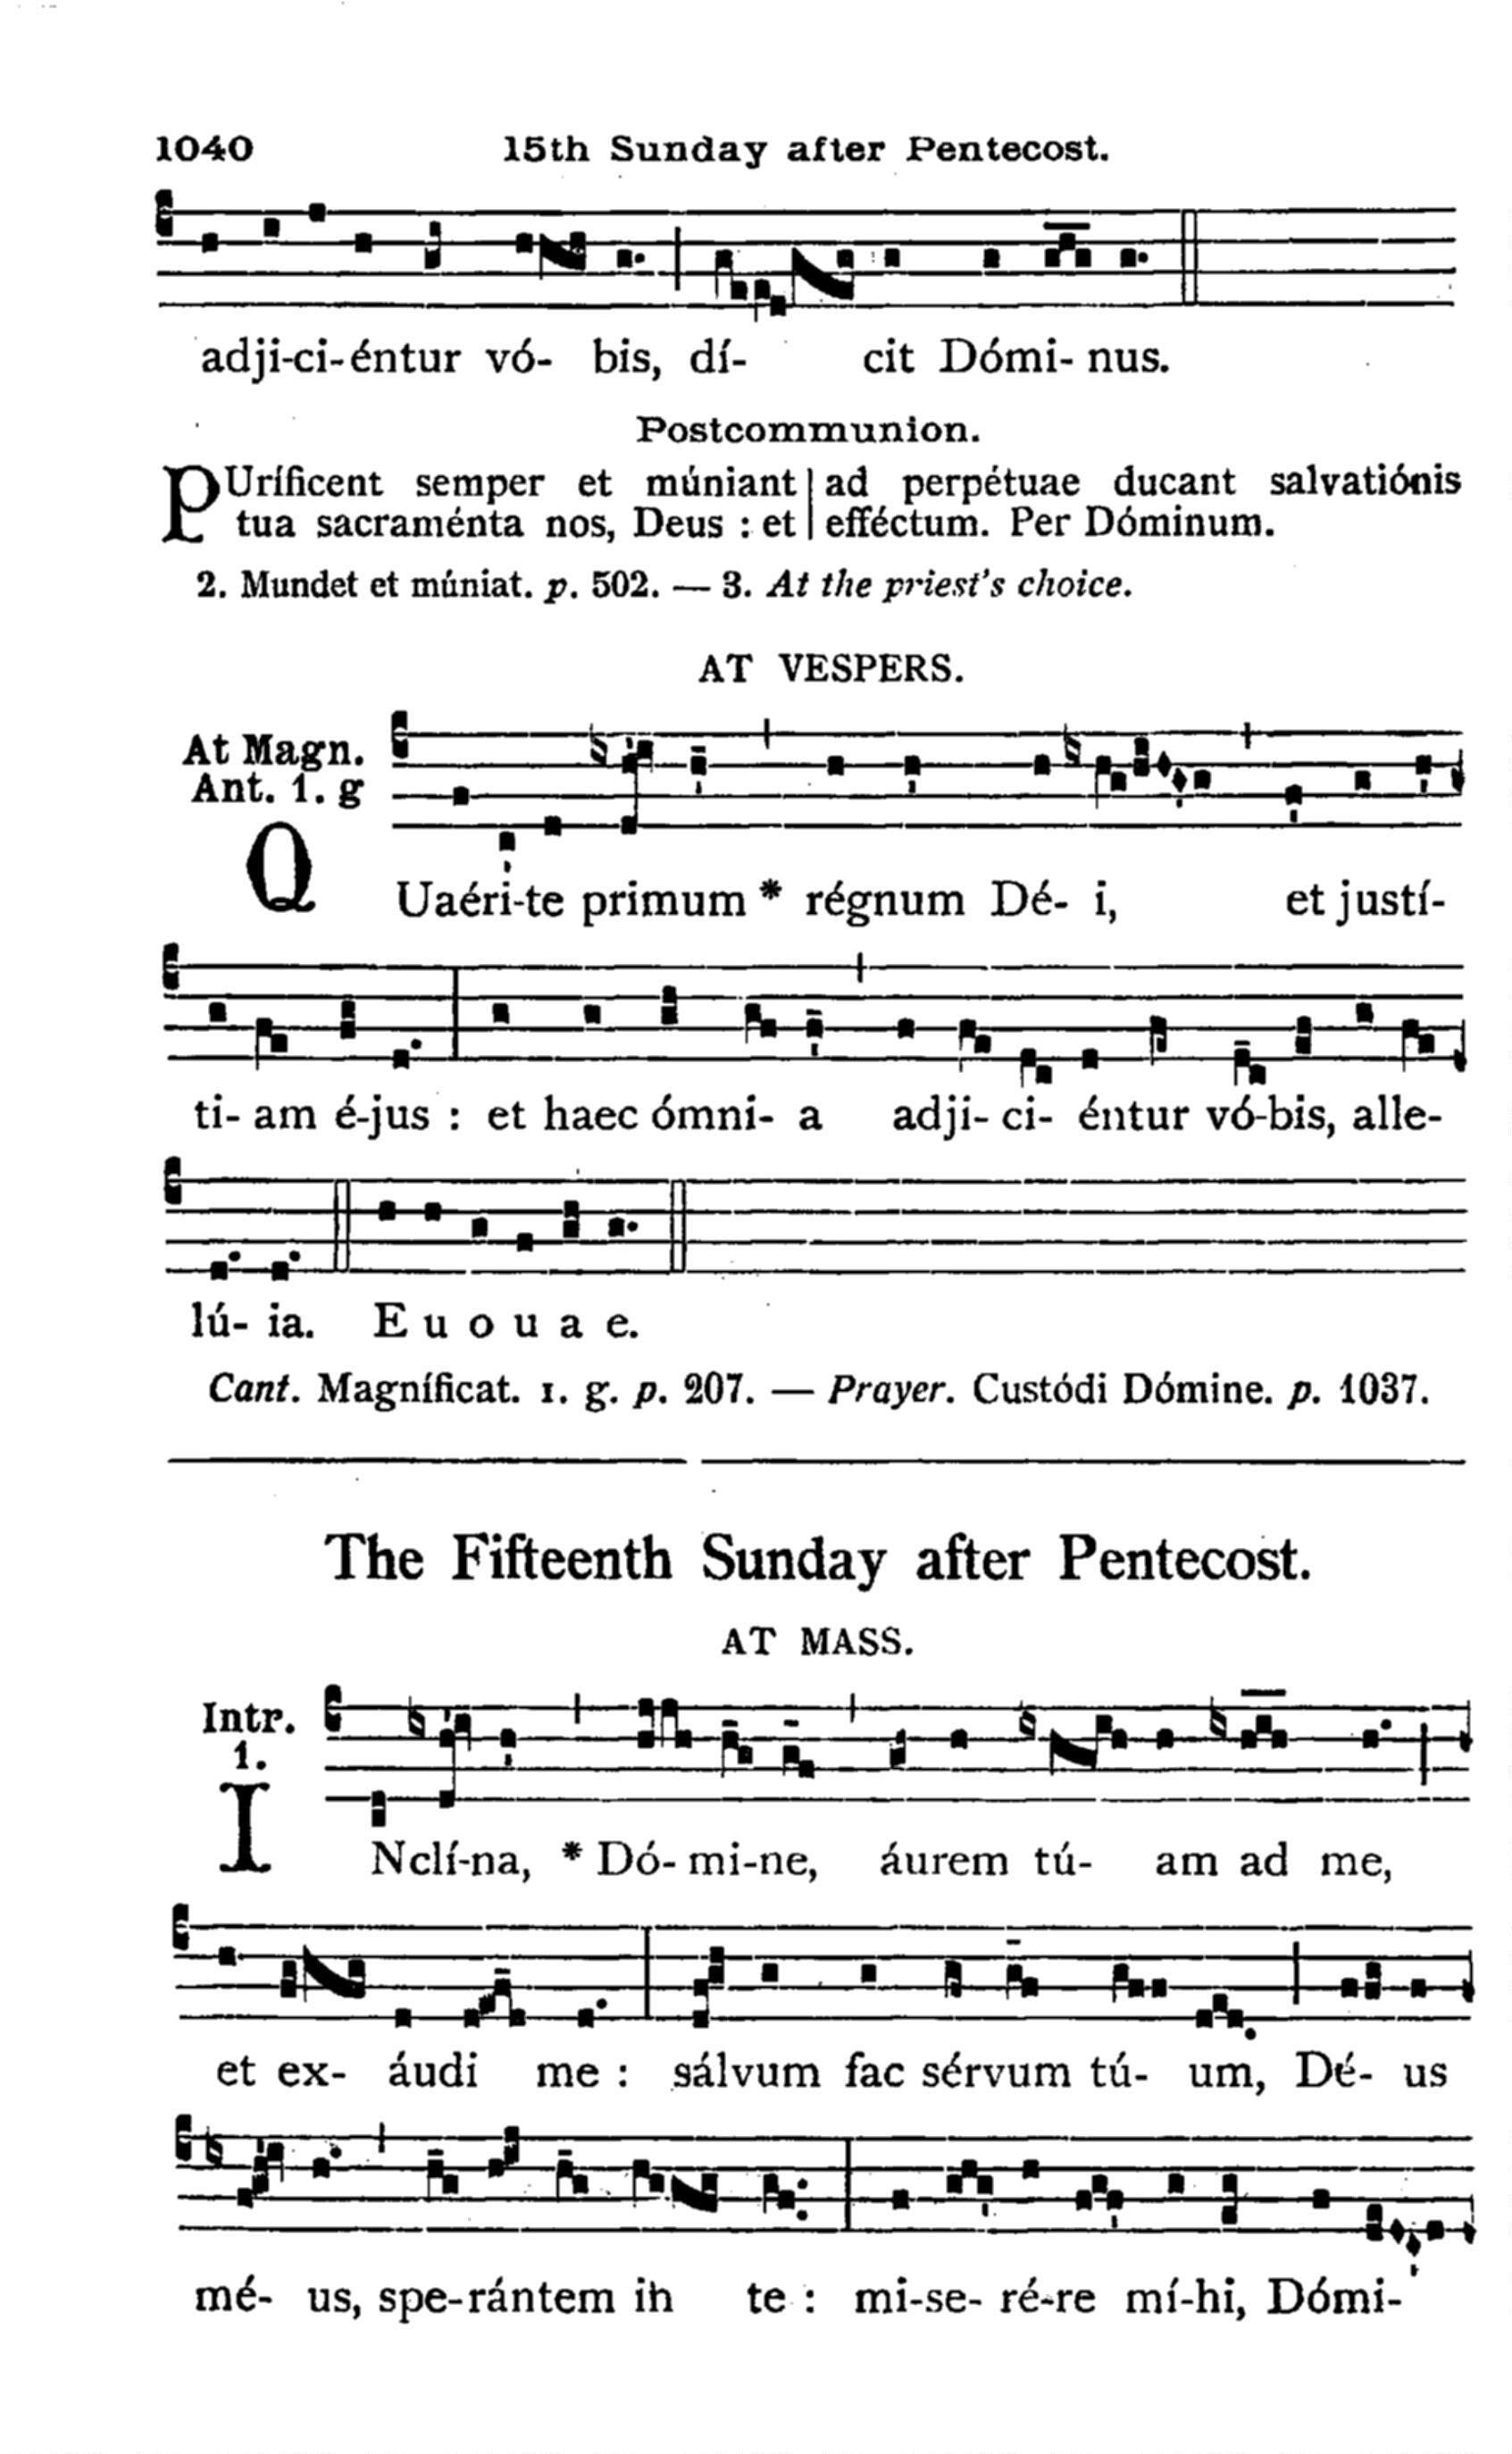 1040 15th Sunday after Pentecost.
adji-ci-éntur vó- bis, dí- cit Dómi- nus.
Postcommunion.
PUríficent semper et múniant
tua sacraménta nos, Deus : et
ad perpétuae ducant salvatiónis
efféctum. Per Dóminum.
2. Mundet et múniat. p. 502. — 3. At the priest's choice.
AT VESPERS.
At Magn.
Ant. 1. g
QUaéri-te primum * régnum Dé- i, et justí-
ti- am é-jus : et haec ómni- a adji- ci- éntur vó-bis, alle-
lú- ia. E u o u a e.
Cant. Magníficat. 1. g. p. 207. — Prayer. Custódi Dómine. p. 1037.
The Fifteenth Sunday after Pentecost.
AT MASS.
Intr.
1.
INclí-na, * Dó- mi-ne, áurem tú- am ad me,
et ex- áudi me : sálvum fac sérvum tú- um, Dé- us
mé- us, spe-rántem in te : mi-se- ré-re mí-hi, Dómi-